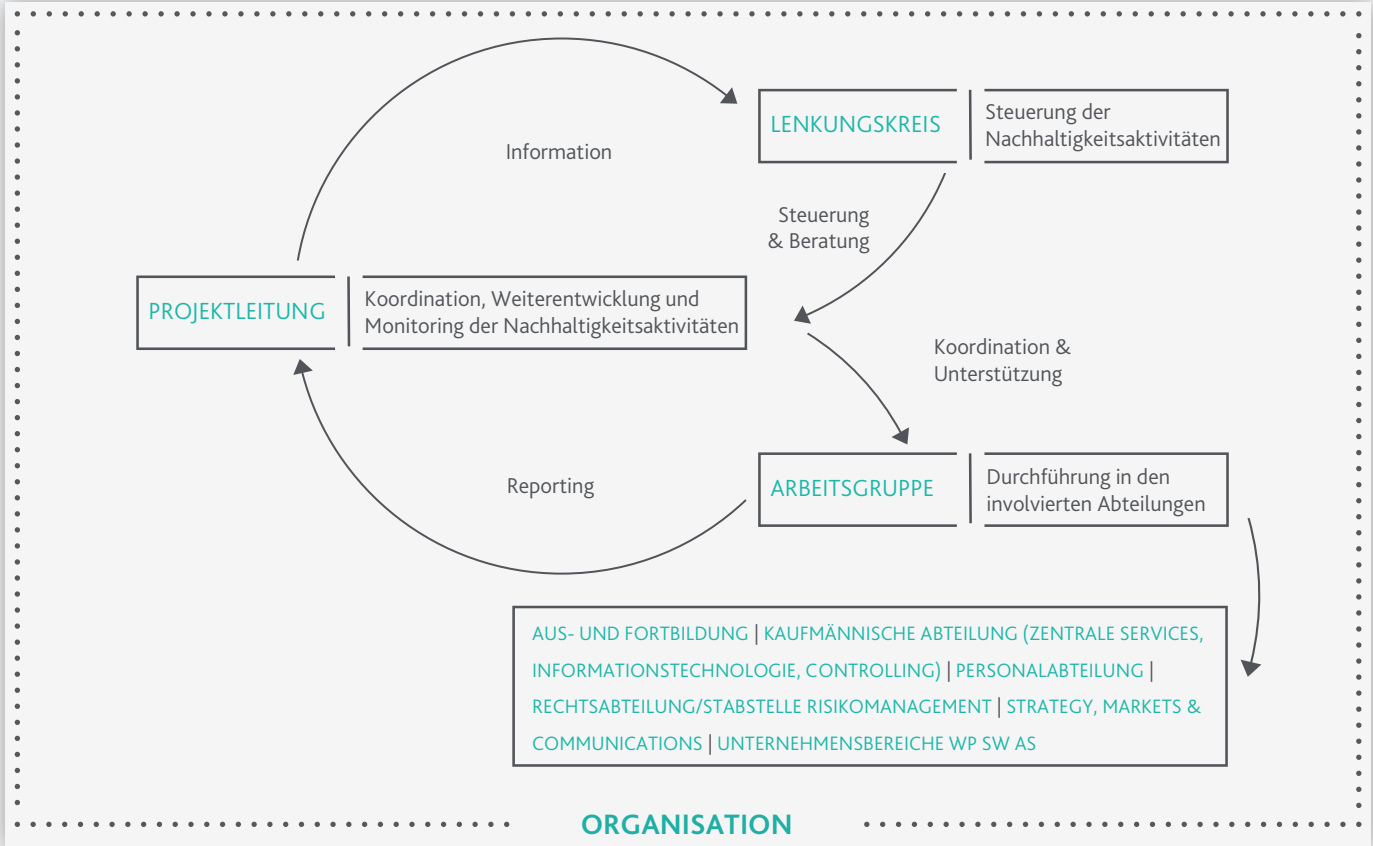 Information
LENKUNGSKREIS
Steuerung der
Nachhaltigkeitsaktivitäten
Steuerung
& Beratung
PROJEKTLEITUNG
Koordination, Weiterentwicklung und
Monitoring der Nachhaltigkeitsaktivitäten
Koordination &
Unterstützung
Reporting
ARBEITSGRUPPE
Durchführung in den
involvierten Abteilungen
AUS- UND FORTBILDUNG | KAUFMÄNNISCHE ABTEILUNG (ZENTRALE SERVICES,
INFORMATIONSTECHNOLOGIE, CONTROLLING) | PERSONALABTEILUNG |
RECHTSABTEILUNG/STABSTELLE RISIKOMANAGEMENT | STRATEGY, MARKETS &
COMMUNICATIONS | UNTERNEHMENSBEREICHE WP SW AS
ORGANISATION